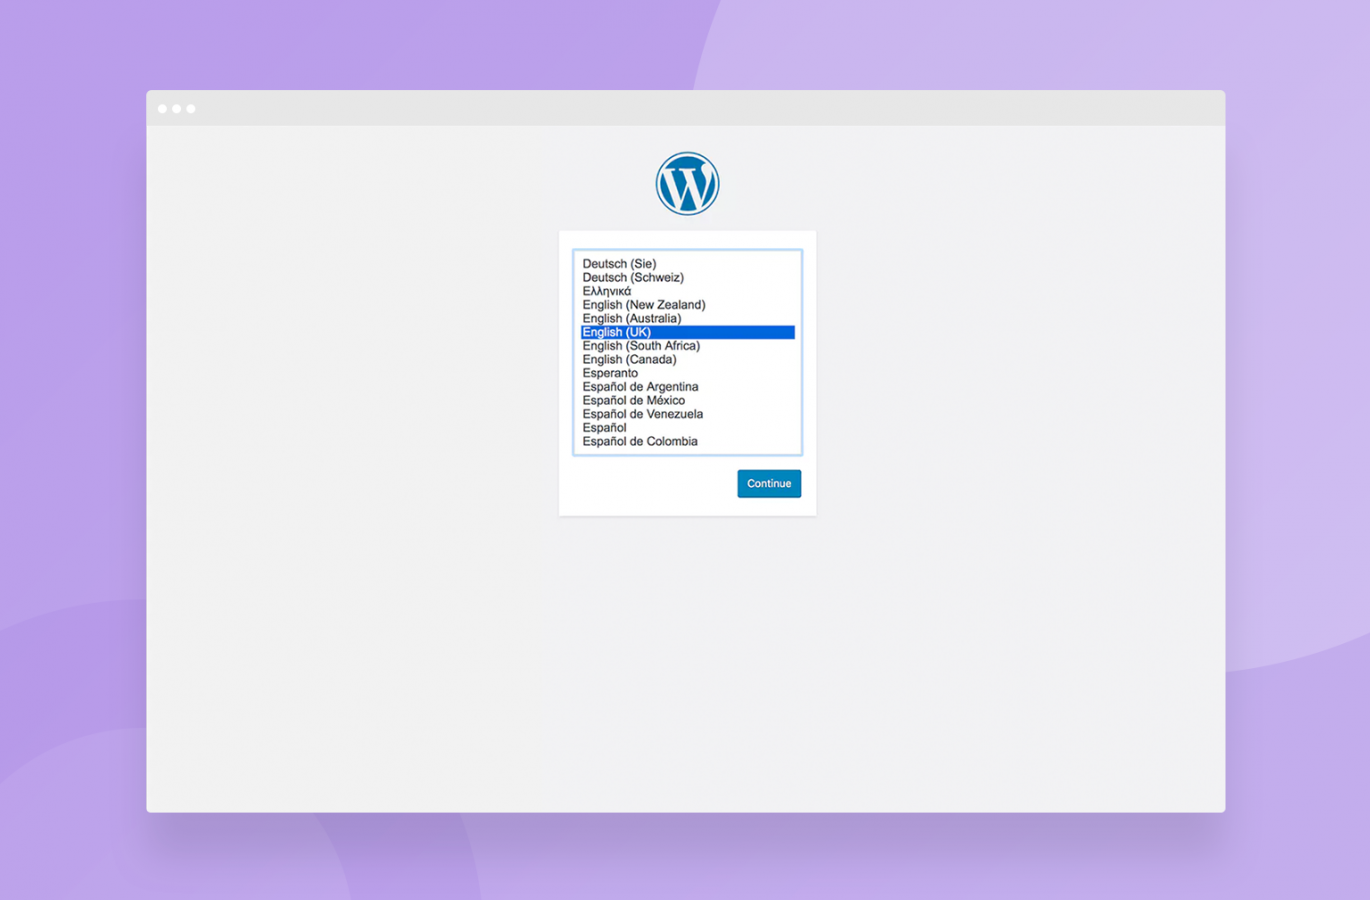 W
Deutsch (Sie)
Deutsch (Schweiz)
Ελληνικά
English (New Zealand)
English (Australia)
English (UK)
English (South Africa)
English (Canada)
Esperanto
Español de Argentina
Español de México
Español de Venezuela
Español
Español de Colombia
Continue